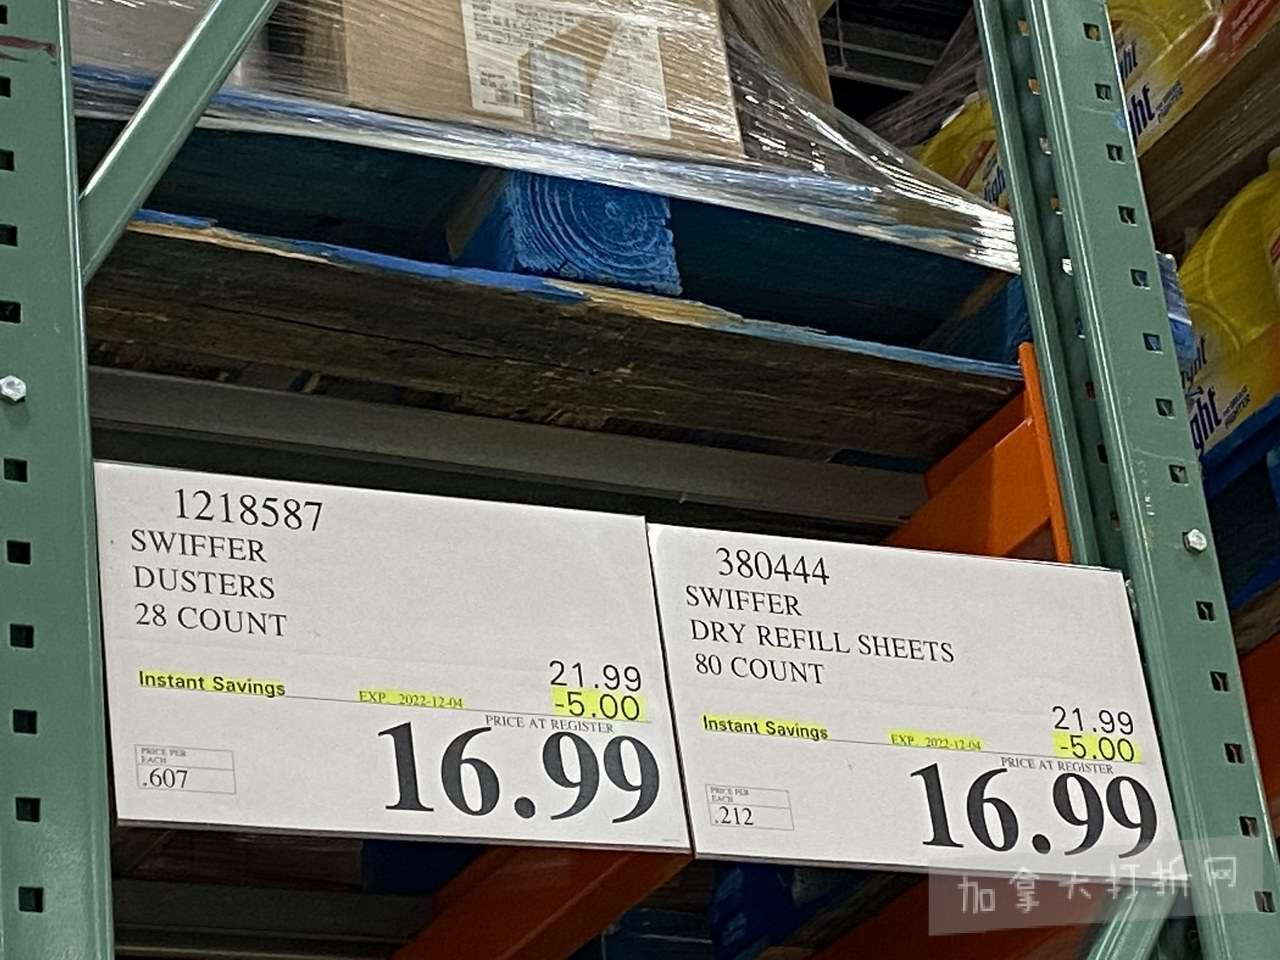 1218587
SWIFFER
DUSTERS
28 COUNT
21.99
Instant Savings EXP. 2022-12-04 -5.00
PRICE AT REGISTER
16.99
PRICE PER
EACH
.607
380444
SWIFFER
DRY REFILL SHEETS
80 COUNT
21.99
Instant Savings EXP. 2022-12-04 -5.00
PRICE AT REGISTER
16.99
PRICE PER
EACH
.212
加拿大打折网